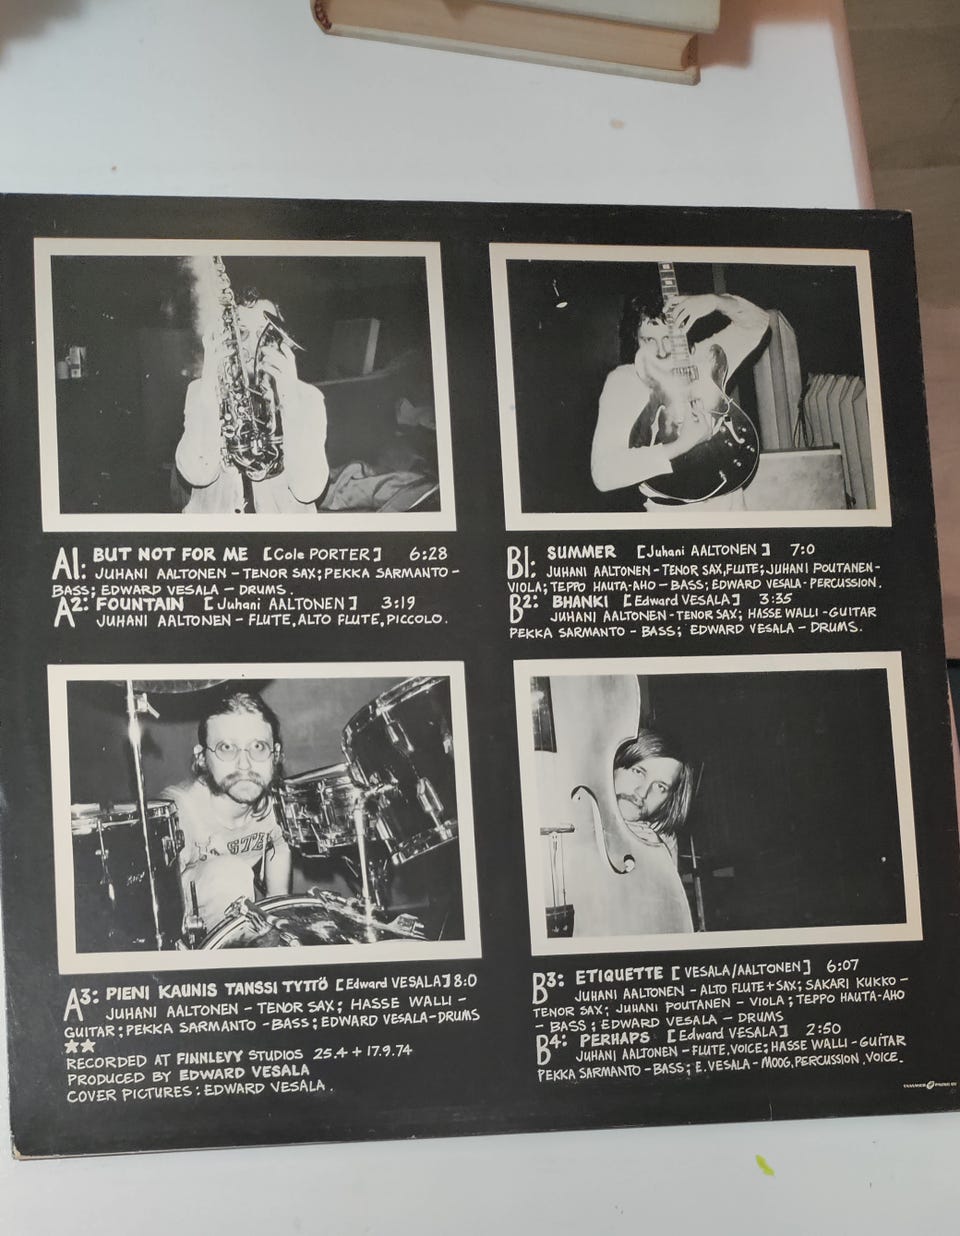 A1: BUT NOT FOR ME [Cole PORTER] 6:28
JUHANI AALTONEN - TENOR SAX; PEKKA SARMANTO -
BASS; EDWARD VESALA - DRUMS.
A2: FOUNTAIN [Juhani AALTONEN] 3:19
JUHANI AALTONEN - FLUTE, ALTO FLUTE, PICCOLO.
B1: SUMMER [Juhani AALTONEN] 7:0
JUHANI AALTONEN - TENOR SAX, FLUTE; JUHANI POUTANEN -
VIOLA; TEPPO HAUTA-AHO - BASS; EDWARD VESALA - PERCUSSION.
B2: BHANKI [Edward VESALA] 3:35
JUHANI AALTONEN - TENOR SAX; HASSE WALLI - GUITAR
PEKKA SARMANTO - BASS; EDWARD VESALA - DRUMS.
A3: PIENI KAUNIS TANSSI TYTTÖ [Edward VESALA] 8:0
JUHANI AALTONEN - TENOR SAX; HASSE WALLI -
GUITAR; PEKKA SARMANTO - BASS; EDWARD VESALA - DRUMS
★★
RECORDED AT FINNLEVY STUDIOS 25.4 + 17.9.74
PRODUCED BY EDWARD VESALA
COVER PICTURES: EDWARD VESALA.
B3: ETIQUETTE [VESALA/AALTONEN] 6:07
JUHANI AALTONEN - ALTO FLUTE + SAX; SAKARI KUKKO -
TENOR SAX; JUHANI POUTANEN - VIOLA; TEPPO HAUTA-AHO
- BASS; EDWARD VESALA - DRUMS
B4: PERHAPS [Edward VESALA] 2:50
JUHANI AALTONEN - FLUTE, VOICE; HASSE WALLI - GUITAR
PEKKA SARMANTO - BASS; E. VESALA - MOOG, PERCUSSION, VOICE.